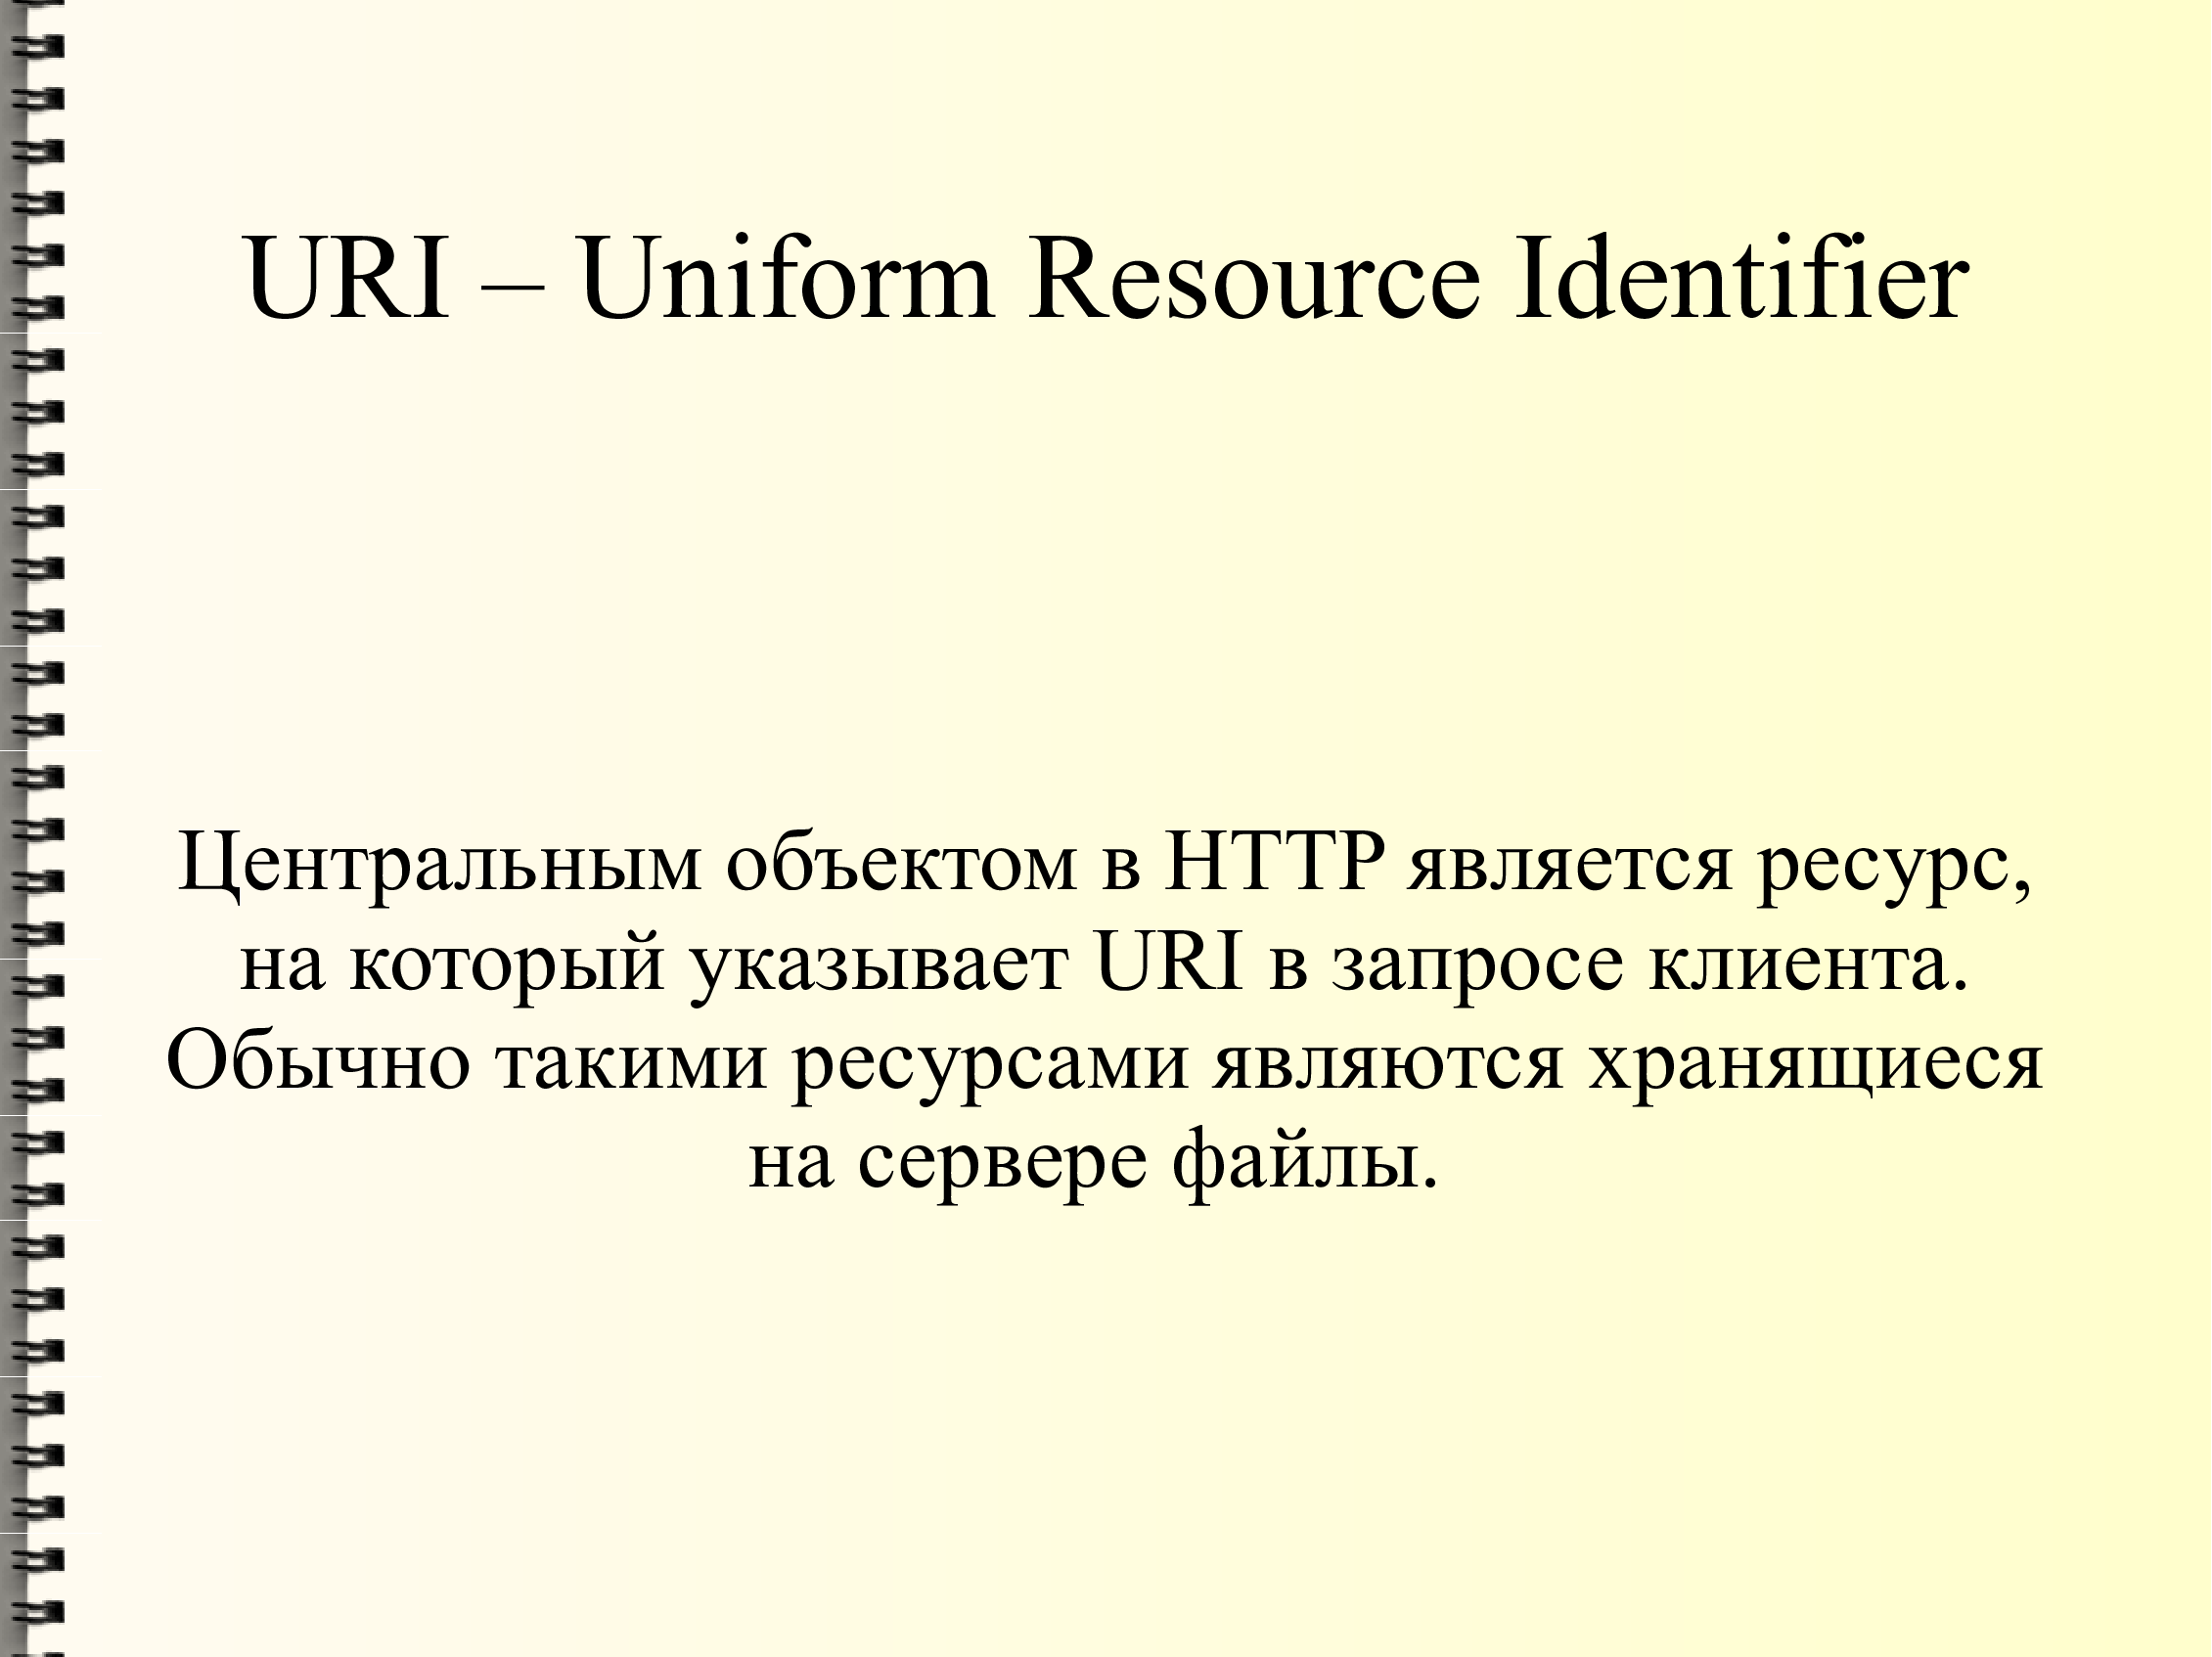 URI – Uniform Resource Identifier
Центральным объектом в HTTP является ресурс,
на который указывает URI в запросе клиента.
Обычно такими ресурсами являются хранящиеся
на сервере файлы.